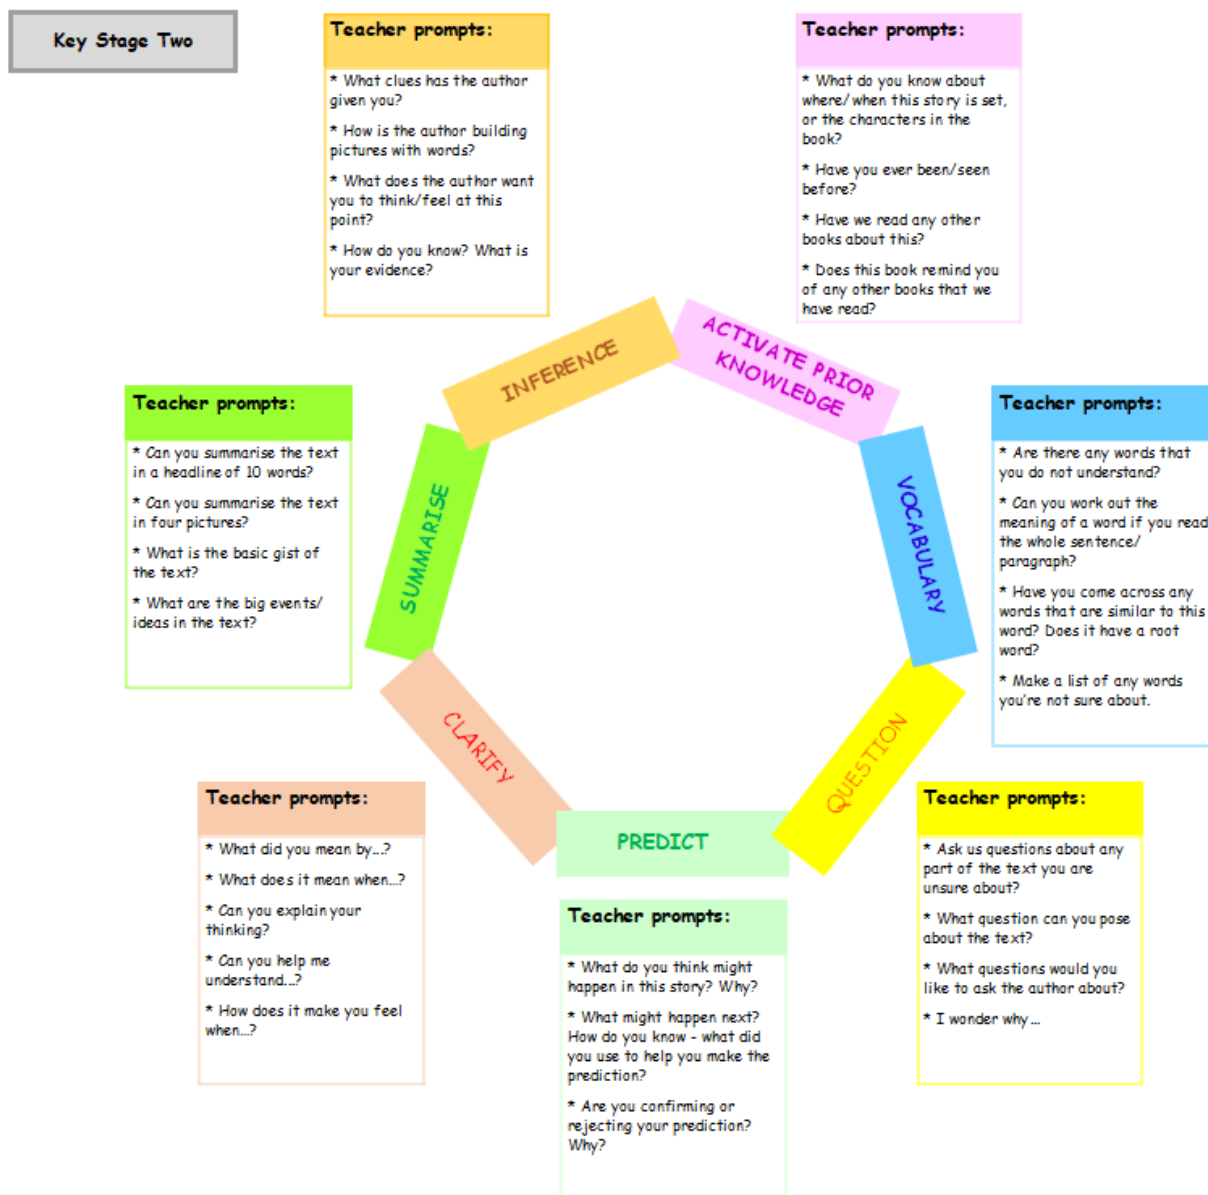 Key Stage Two
Teacher prompts:
* What clues has the author
given you?
* How is the author building
pictures with words?
* What does the author want
you to think/feel at this
point?
* How do you know? What is
your evidence?
Teacher prompts:
* What do you know about
where/when this story is set,
or the characters in the
book?
* Have you ever been/seen
before?
* Have we read any other
books about this?
* Does this book remind you
of any other books that we
have read?
INFERENCE
ACTIVATE PRIOR
KNOWLEDGE
Teacher prompts:
* Can you summarise the text
in a headline of 10 words?
* Can you summarise the text
in four pictures?
* What is the basic gist of
the text?
* What are the big events/
ideas in the text?
SUMMARISE
VOCABULARY
Teacher prompts:
* Are there any words that
you do not understand?
* Can you work out the
meaning of a word if you read
the whole sentence/
paragraph?
* Have you come across any
words that are similar to this
word? Does it have a root
word?
* Make a list of any words
you're not sure about.
CLARIFY
PREDICT
QUESTION
Teacher prompts:
* What did you mean by...?
* What does it mean when...?
* Can you explain your
thinking?
* Can you help me
understand...?
* How does it make you feel
when...?
Teacher prompts:
* What do you think might
happen in this story? Why?
* What might happen next?
How do you know - what did
you use to help you make the
prediction?
* Are you confirming or
rejecting your prediction?
Why?
Teacher prompts:
* Ask us questions about any
part of the text you are
unsure about?
* What question can you pose
about the text?
* What questions would you
like to ask the author about?
* I wonder why...